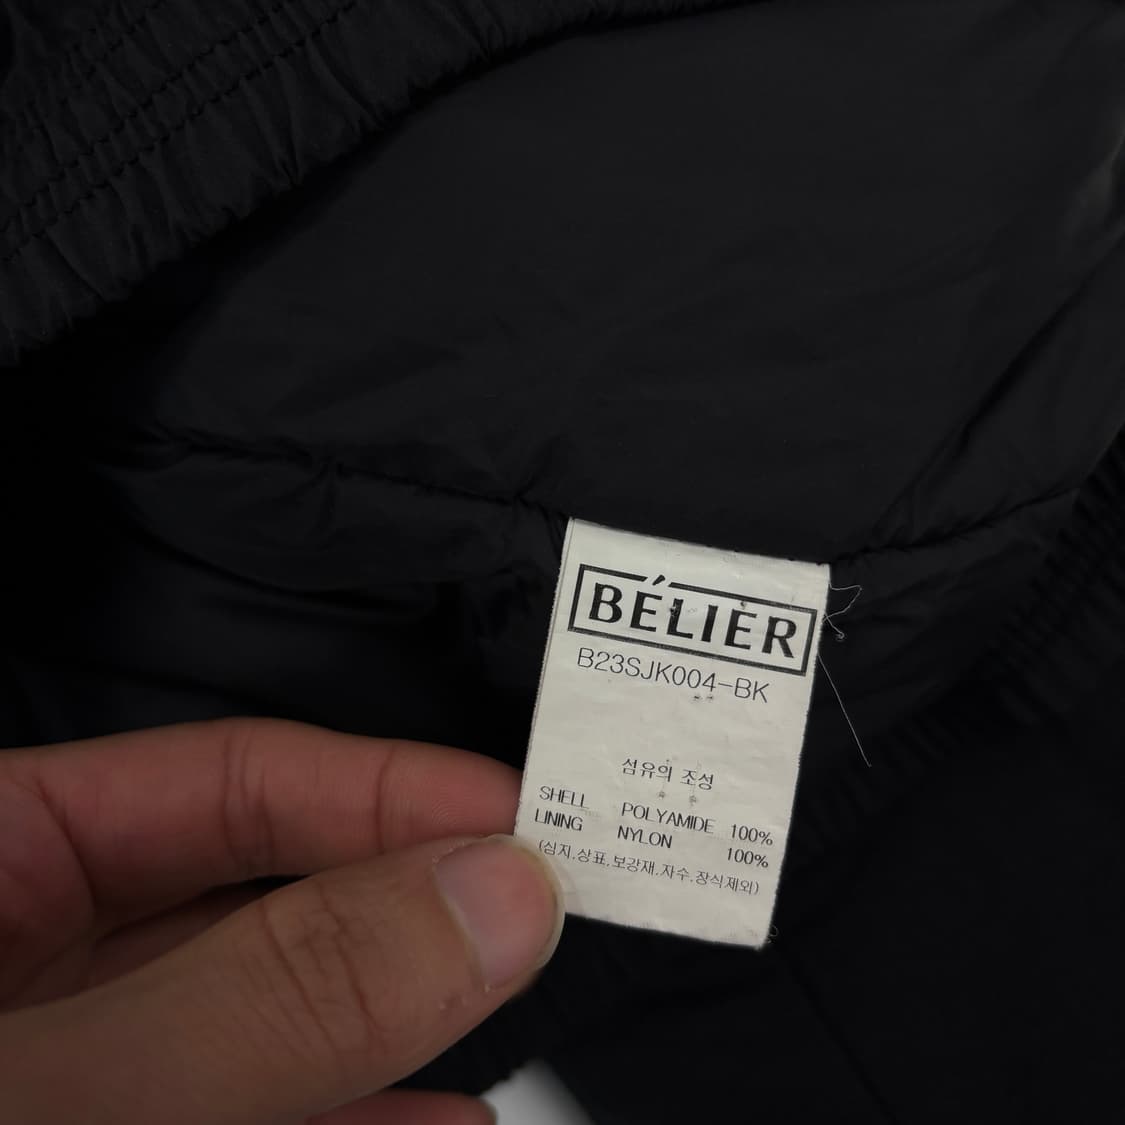 BÉLIER
B23SJK004-BK
섬유의 조성
SHELL POLYAMIDE 100%
LINING NYLON 100%
(심지.상표.보강재.자수.장식제외)